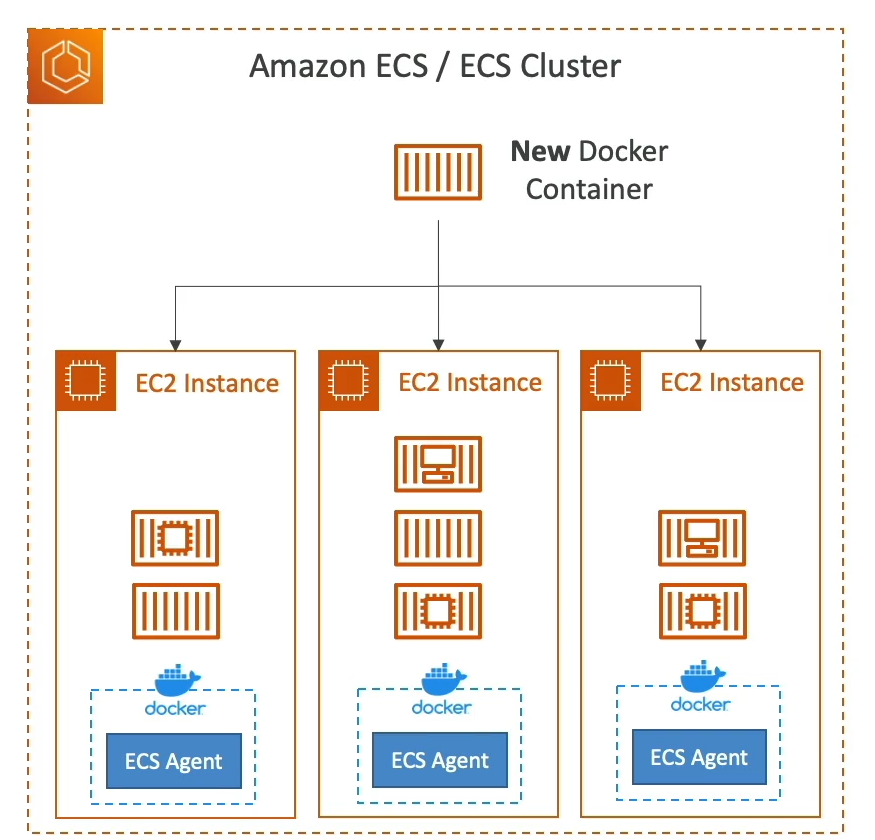 Amazon ECS / ECS Cluster
New Docker
Container
EC2 Instance
EC2 Instance
EC2 Instance
docker
docker
docker
ECS Agent
ECS Agent
ECS Agent